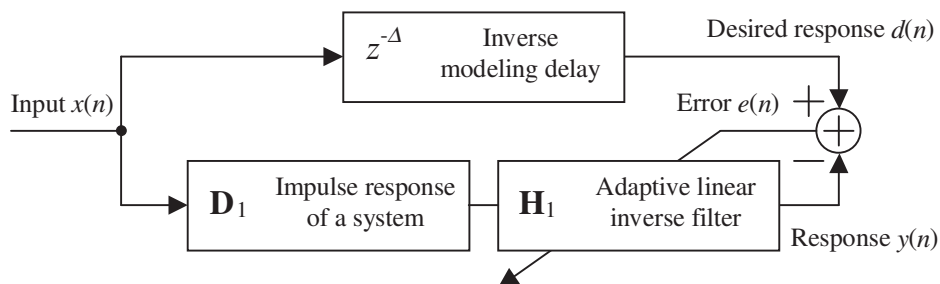 z^{-Δ} Inverse
modeling delay
Desired response d(n)
Input x(n)
Error e(n)
+
+
−
D₁ Impulse response
of a system
H₁ Adaptive linear
inverse filter
Response y(n)